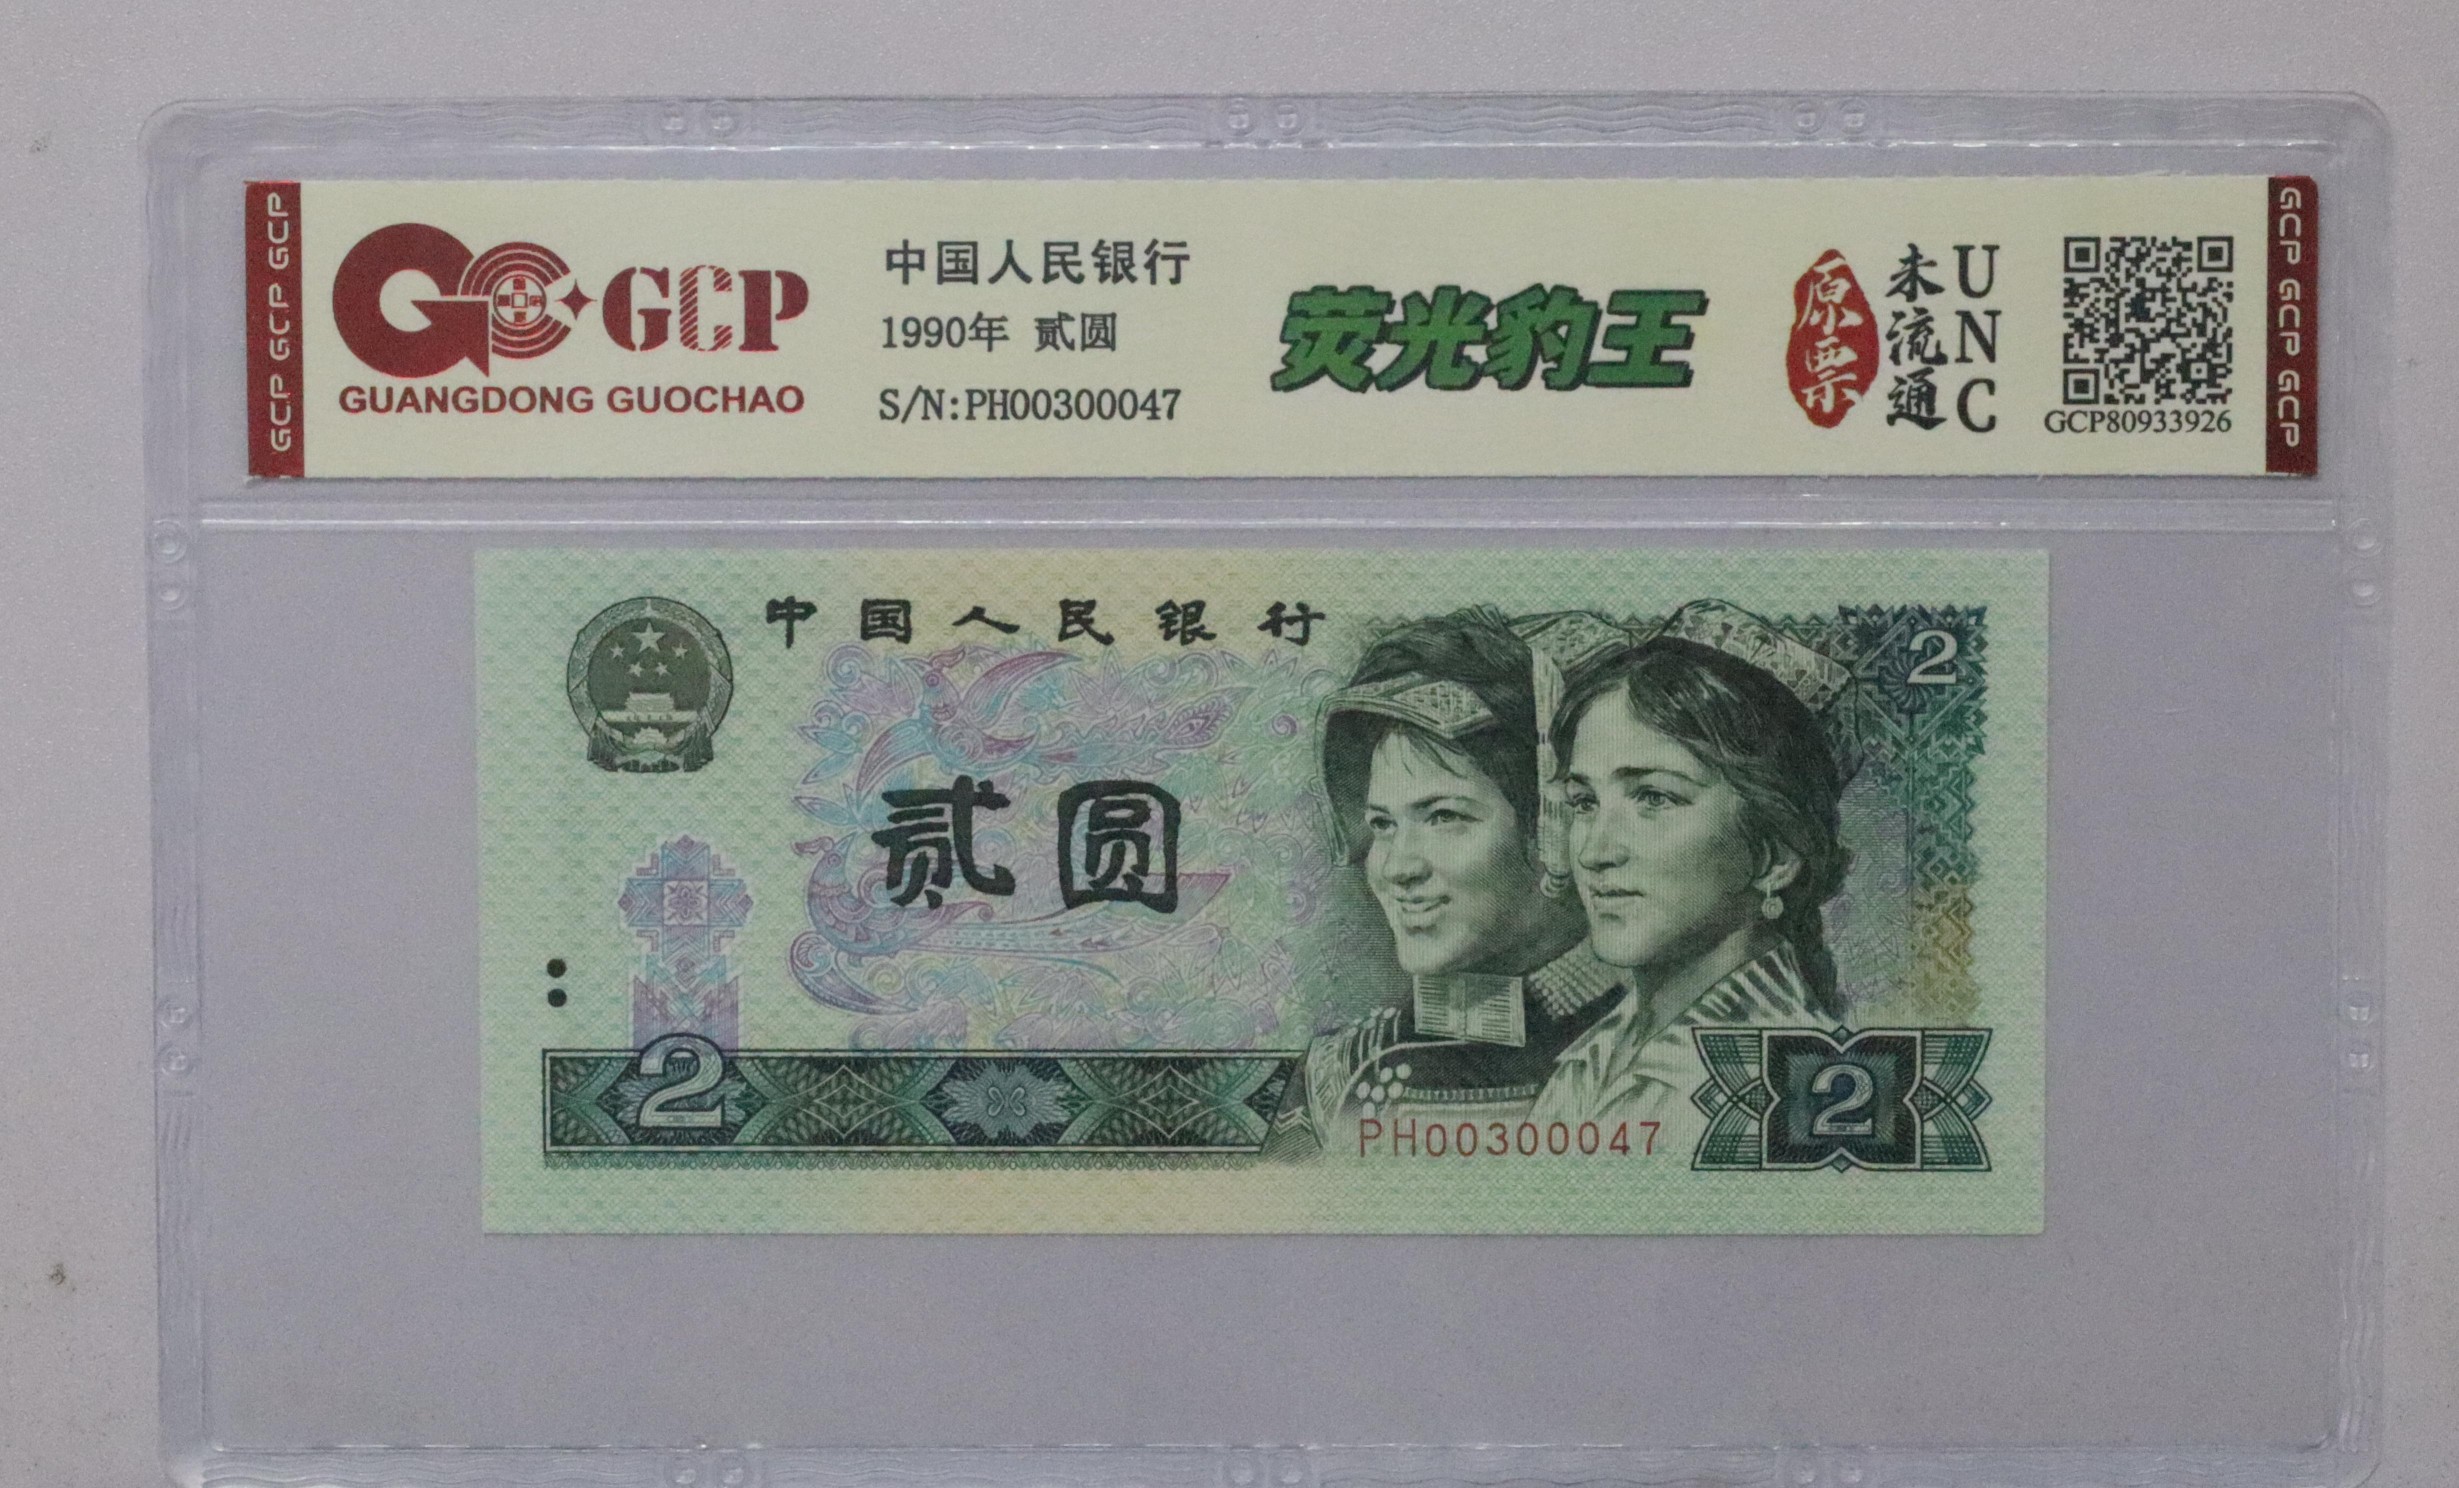 GCP GCP GCP
GCP
GUANGDONG GUOCHAO
中国人民银行
1990年 贰圆
S/N:PH00300047
荧光豹王
原票
未流通
UNC
GCP80933926
GCP GCP GCP
中国人民银行
2
贰圆
2
PH00300047
2